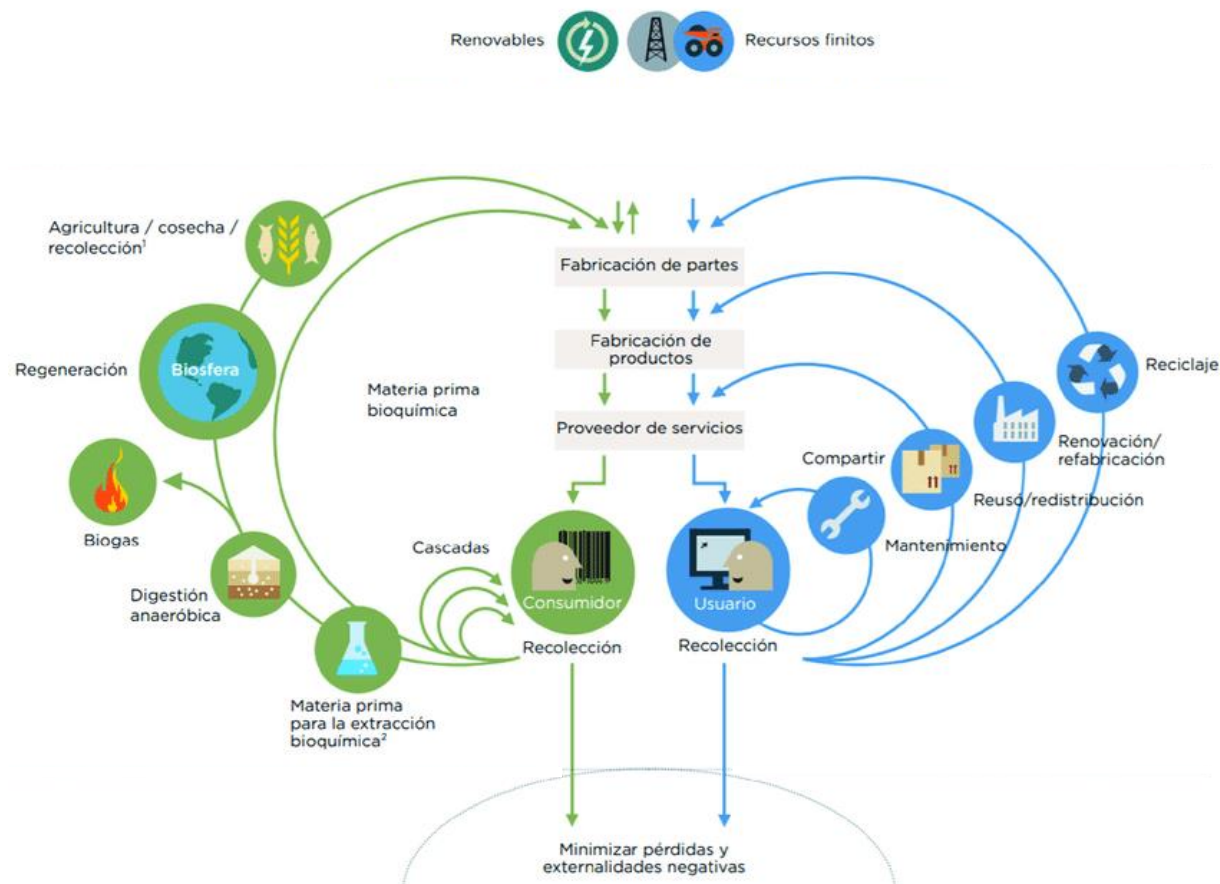 Renovables
Recursos finitos
Agricultura / cosecha /
recolección¹
Fabricación de partes
Regeneración
Biosfera
Fabricación de
productos
Reciclaje
Materia prima
bioquímica
Proveedor de servicios
Renovación/
refabricación
Compartir
Reuso/redistribución
Biogas
Cascadas
Mantenimiento
Digestión
anaeróbica
Consumidor
Usuario
Recolección
Recolección
Materia prima
para la extracción
bioquímica²
Minimizar pérdidas y
externalidades negativas